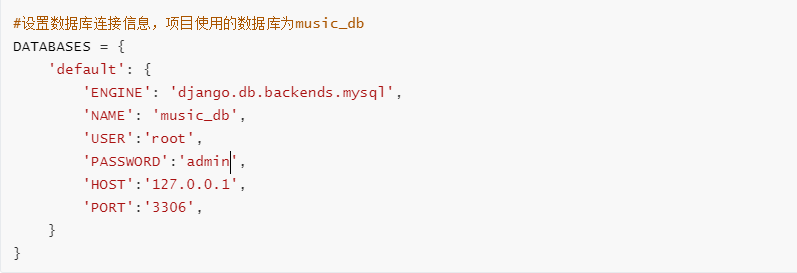 #设置数据库连接信息，项目使用的数据库为music_db
DATABASES = {
    'default': {
        'ENGINE': 'django.db.backends.mysql',
        'NAME': 'music_db',
        'USER':'root',
        'PASSWORD':'admin',
        'HOST':'127.0.0.1',
        'PORT':'3306',
    }
}